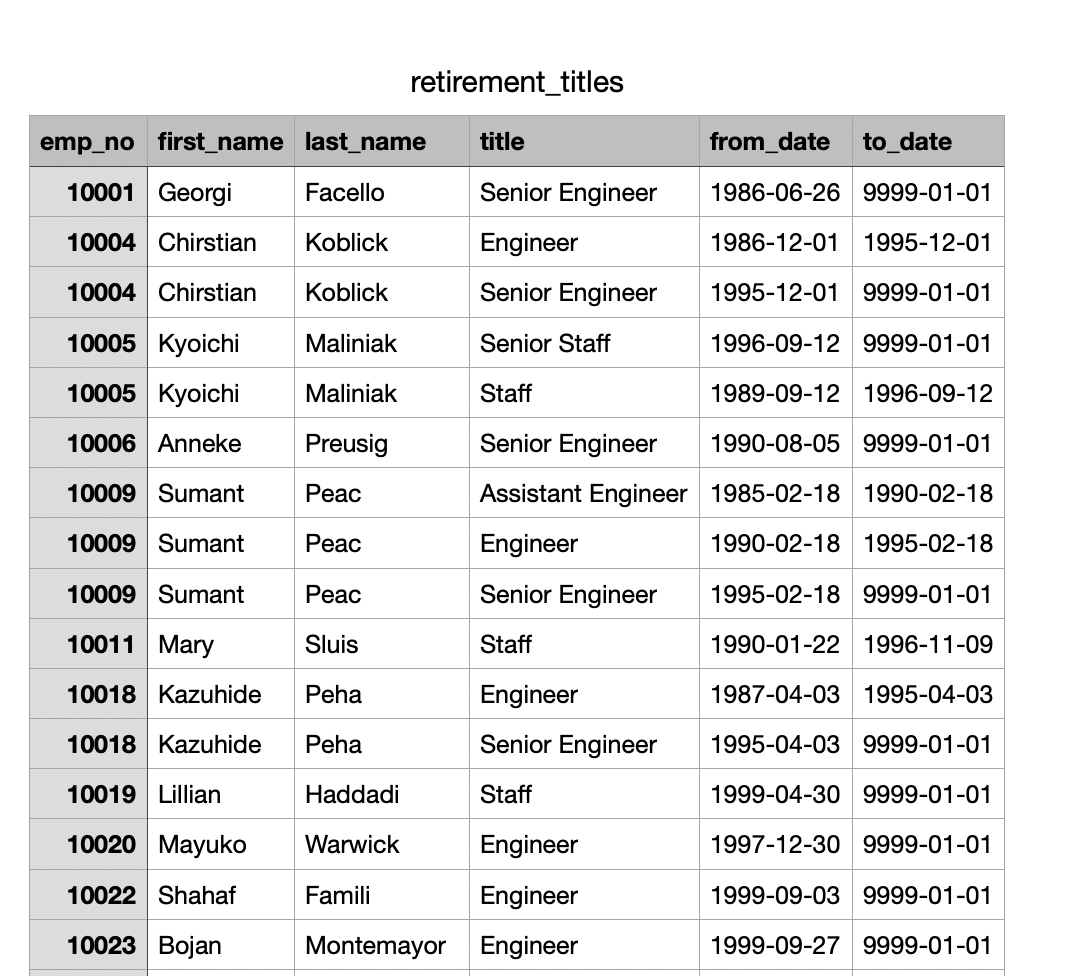 retirement_titles
emp_no first_name last_name title from_date to_date
10001 Georgi Facello Senior Engineer 1986-06-26 9999-01-01
10004 Chirstian Koblick Engineer 1986-12-01 1995-12-01
10004 Chirstian Koblick Senior Engineer 1995-12-01 9999-01-01
10005 Kyoichi Maliniak Senior Staff 1996-09-12 9999-01-01
10005 Kyoichi Maliniak Staff 1989-09-12 1996-09-12
10006 Anneke Preusig Senior Engineer 1990-08-05 9999-01-01
10009 Sumant Peac Assistant Engineer 1985-02-18 1990-02-18
10009 Sumant Peac Engineer 1990-02-18 1995-02-18
10009 Sumant Peac Senior Engineer 1995-02-18 9999-01-01
10011 Mary Sluis Staff 1990-01-22 1996-11-09
10018 Kazuhide Peha Engineer 1987-04-03 1995-04-03
10018 Kazuhide Peha Senior Engineer 1995-04-03 9999-01-01
10019 Lillian Haddadi Staff 1999-04-30 9999-01-01
10020 Mayuko Warwick Engineer 1997-12-30 9999-01-01
10022 Shahaf Famili Engineer 1999-09-03 9999-01-01
10023 Bojan Montemayor Engineer 1999-09-27 9999-01-01